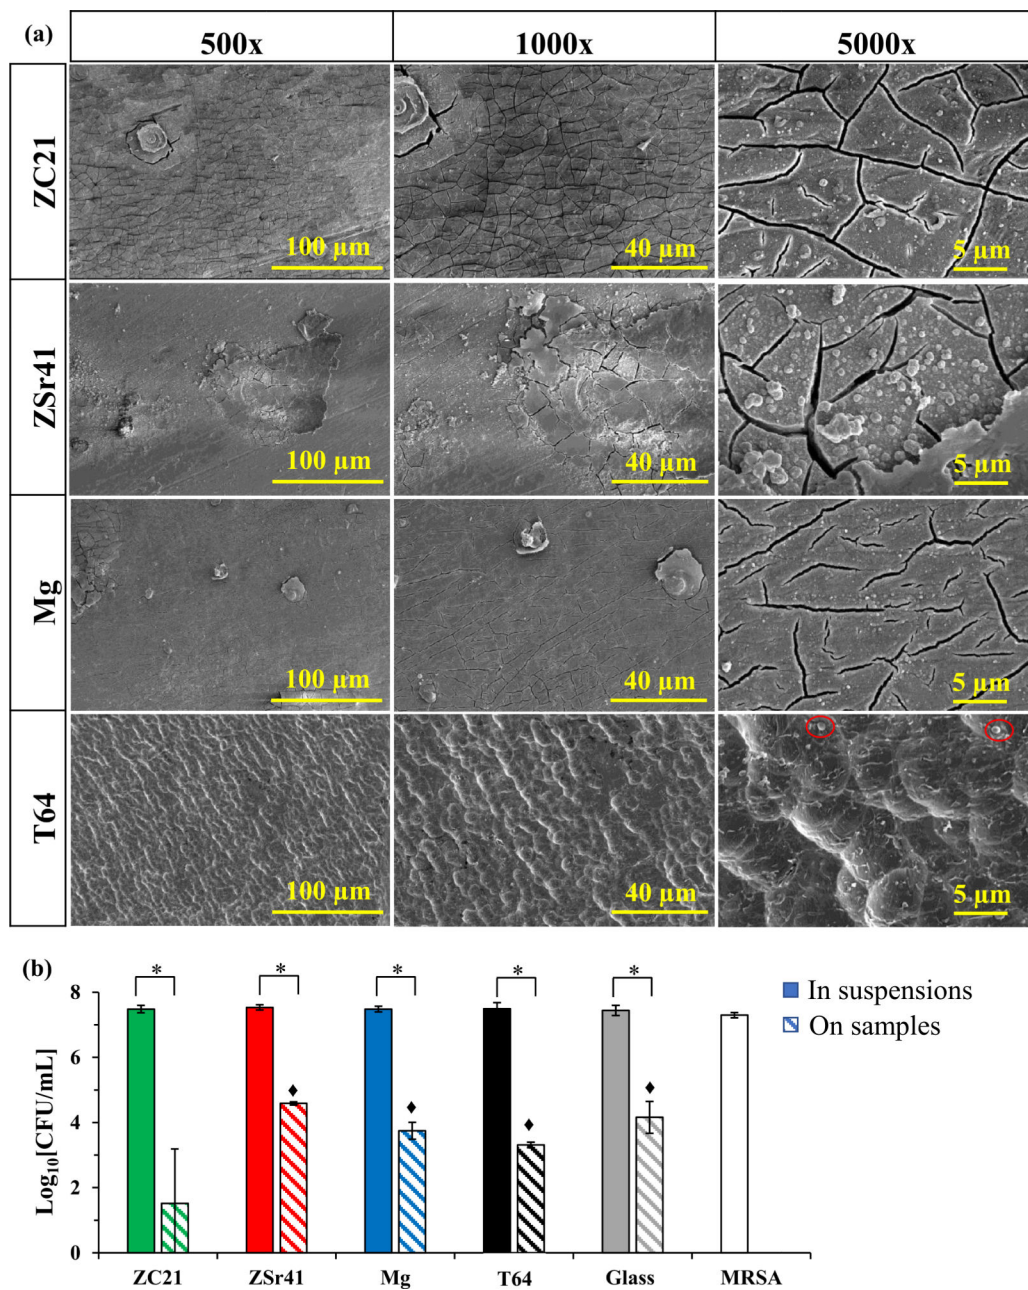 (a)
500x 1000x 5000x
ZC21
100 µm 40 µm 5 µm
ZSr41
100 µm 40 µm 5 µm
Mg
100 µm 40 µm 5 µm
T64
100 µm 40 µm 5 µm
(b)
* * * * *
In suspensions
On samples
Log10[CFU/mL]
8
6
4
2
0
♦ ♦ ♦ ♦
ZC21 ZSr41 Mg T64 Glass MRSA